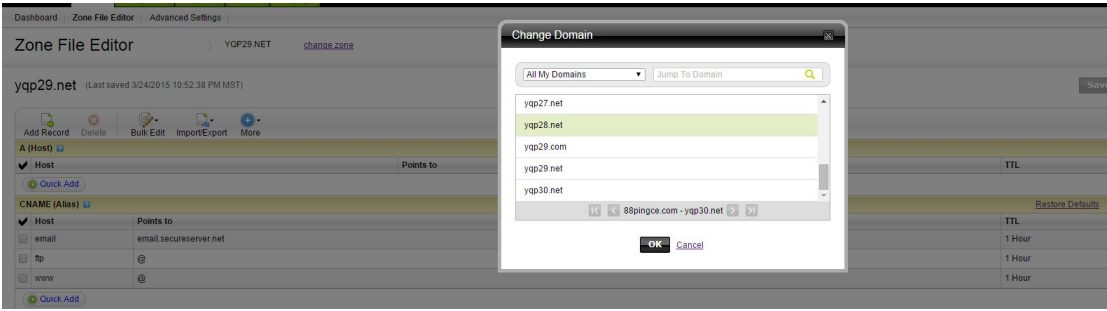 Dashboard Zone File Editor Advanced Settings
Zone File Editor YQP29.NET change zone
yqp29.net (Last saved 3/24/2015 10:52:38 PM MST)
Save
Add Record Delete Bulk Edit Import/Export More
A (Host)
Host Points to TTL
Quick Add
CNAME (Alias) Restore Defaults
Host Points to TTL
email email.secureserver.net 1 Hour
ftp @ 1 Hour
www @ 1 Hour
Quick Add
Change Domain
All My Domains Jump To Domain
yqp27.net
yqp28.net
yqp29.com
yqp29.net
yqp30.net
88pingce.com - yqp30.net
OK Cancel